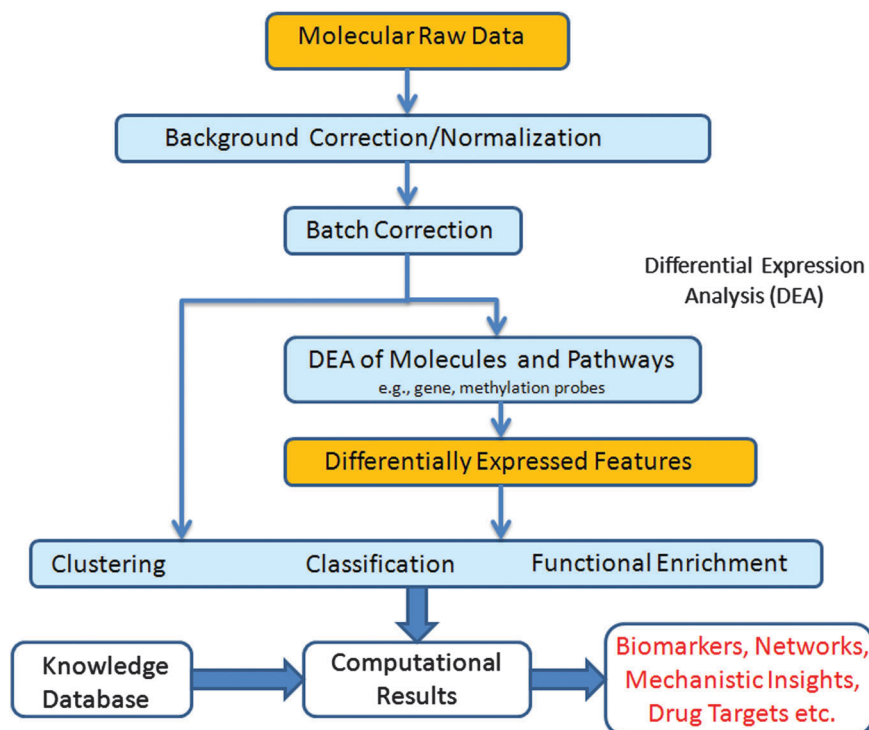 Molecular Raw Data
Background Correction/Normalization
Batch Correction
Differential Expression
Analysis (DEA)
DEA of Molecules and Pathways
e.g., gene, methylation probes
Differentially Expressed Features
Clustering Classification Functional Enrichment
Knowledge
Database
Computational
Results
Biomarkers, Networks,
Mechanistic Insights,
Drug Targets etc.